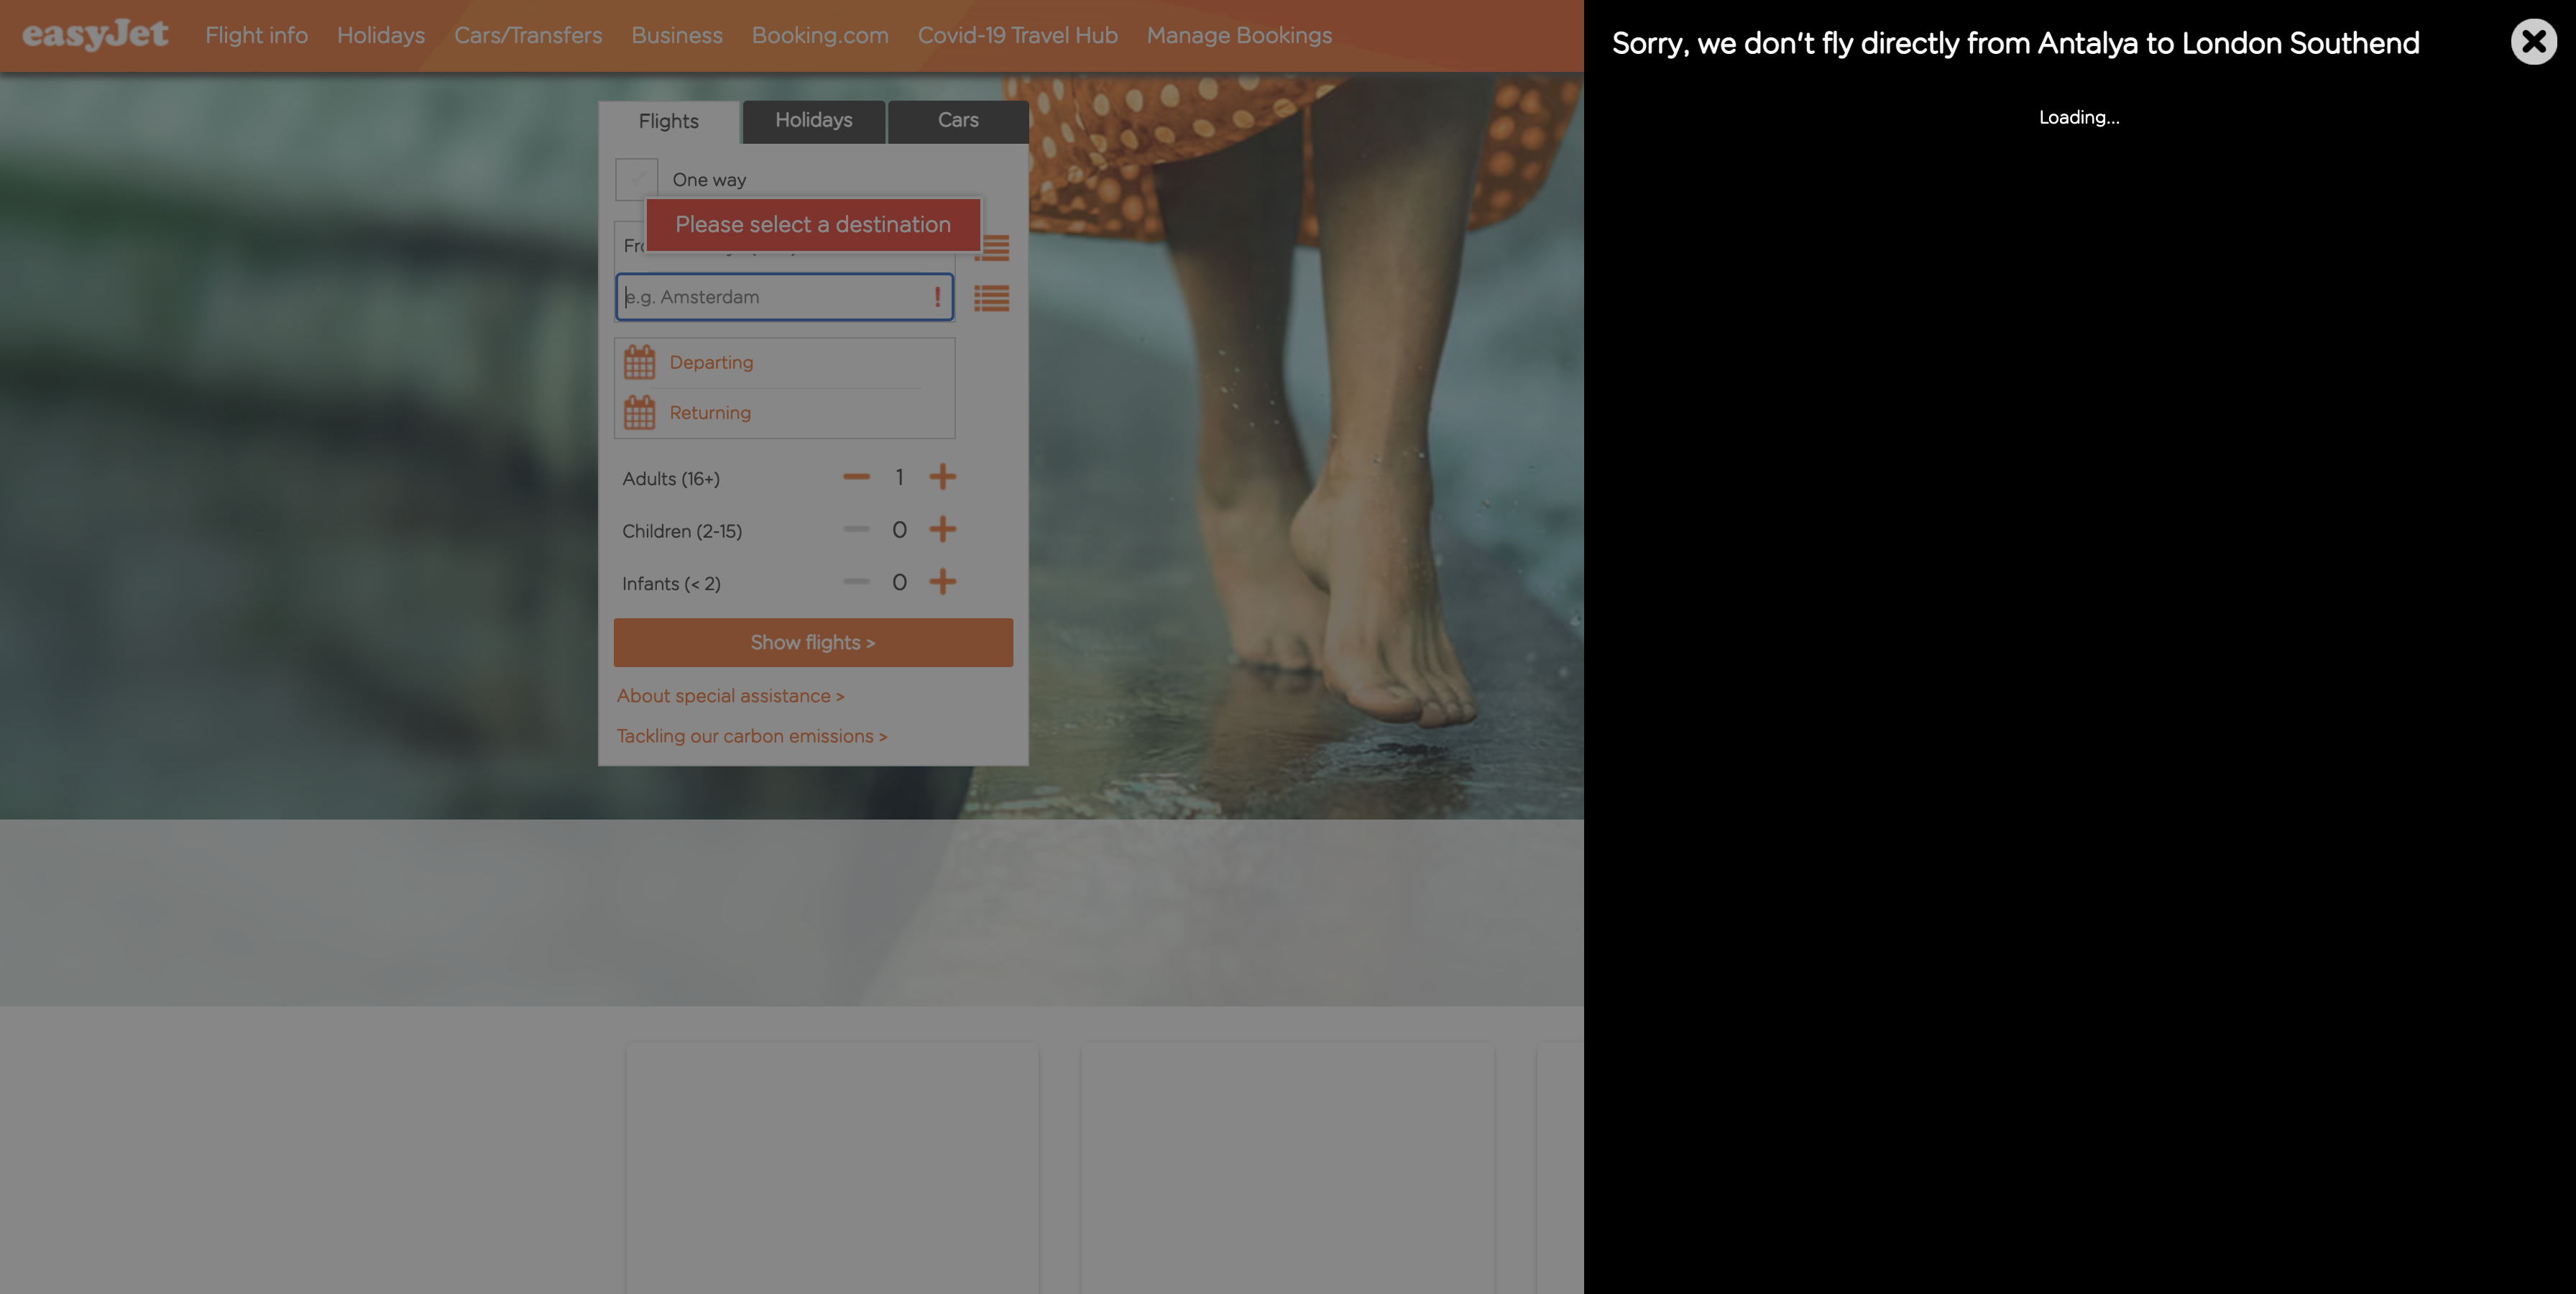 easyJet
Flight info
Holidays
Cars/Transfers
Business
Booking.com
Covid-19 Travel Hub
Manage Bookings
Flights
Holidays
Cars
One way
Please select a destination
e.g. Amsterdam
!
Departing
Returning
Adults (16+)
1
Children (2-15)
0
Infants (< 2)
0
Show flights >
About special assistance >
Tackling our carbon emissions >
Sorry, we don't fly directly from Antalya to London Southend
Loading...